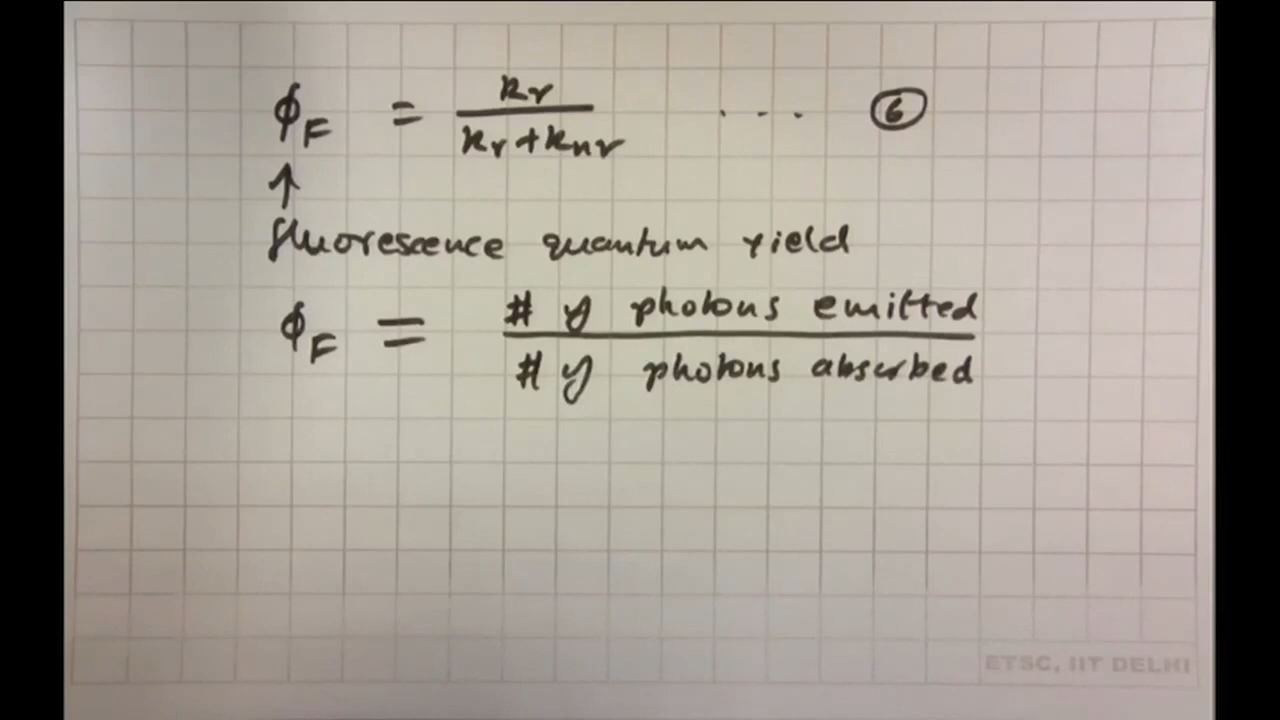 ϕF = kr / kr + knr ... ⑥
↑
fluorescence quantum yield
ϕF = # of photons emitted / # of photons absorbed
ETSC, IIT DELHI